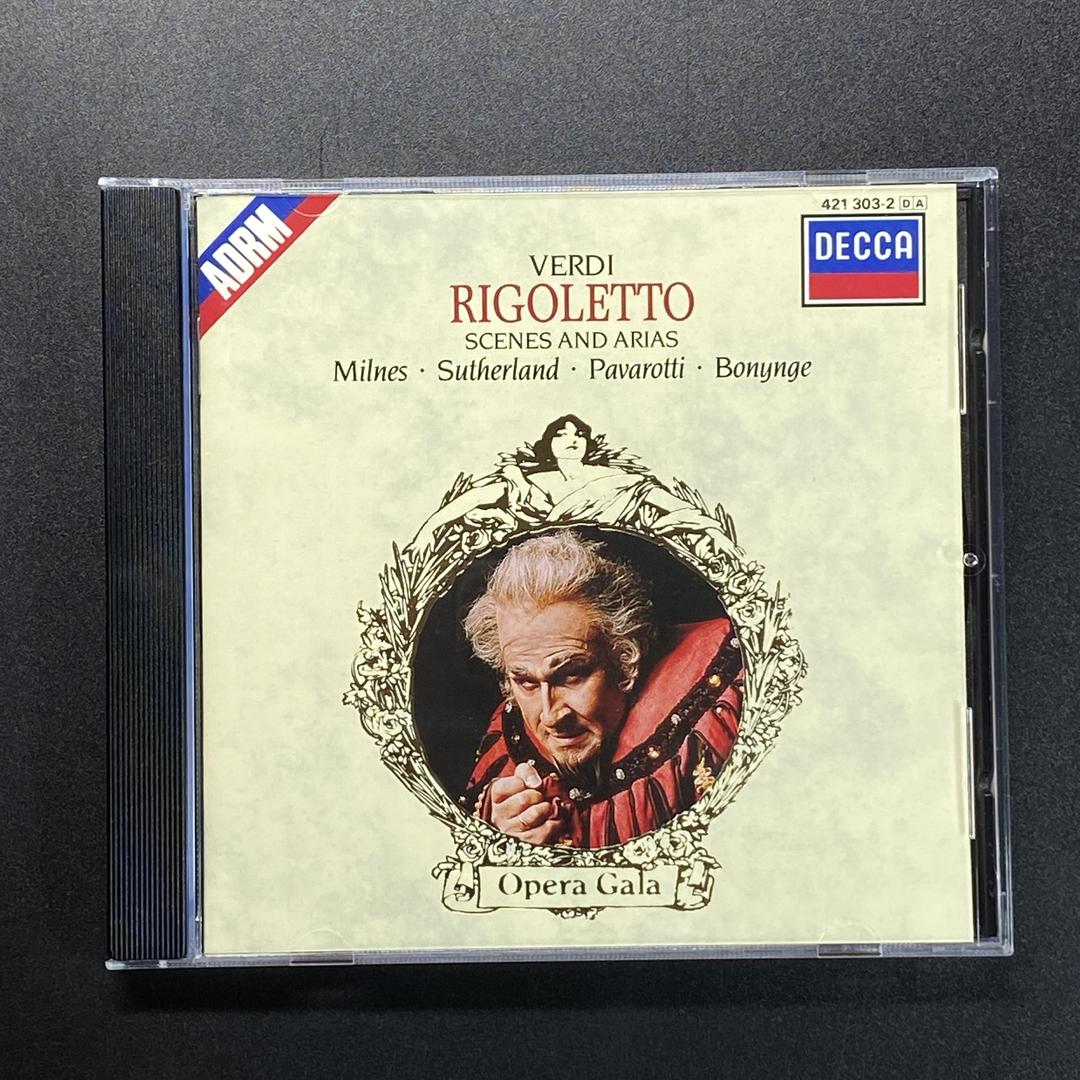 ADRM
421 303-2 DA
DECCA
VERDI
RIGOLETTO
SCENES AND ARIAS
Milnes · Sutherland · Pavarotti · Bonynge
Opera Gala